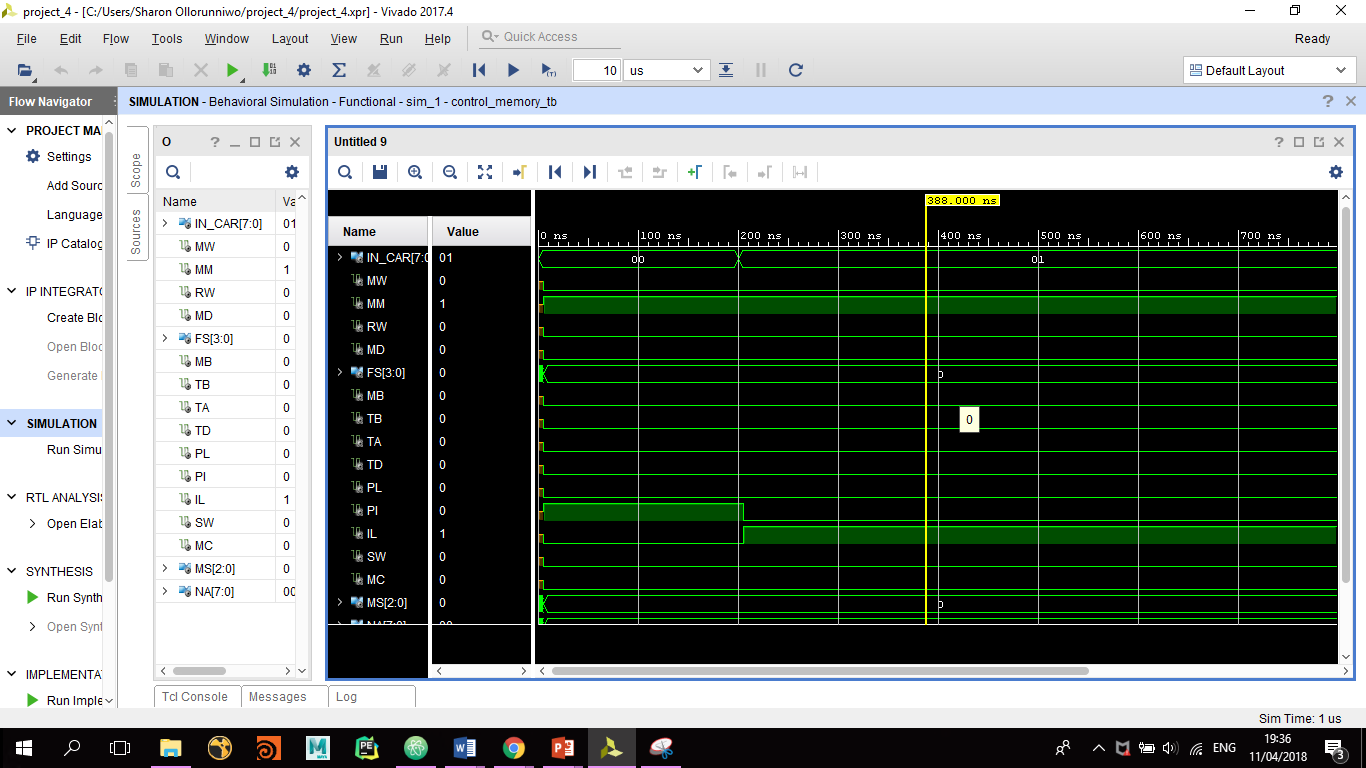 project_4 - [C:/Users/Sharon Ollorunniwo/project_4/project_4.xpr] - Vivado 2017.4
File Edit Flow Tools Window Layout View Run Help Quick Access Ready
10 us Default Layout
Flow Navigator
SIMULATION - Behavioral Simulation - Functional - sim_1 - control_memory_tb
PROJECT MA
Settings
Add Sourc
Language
IP Catalog
IP INTEGRATO
Create Blo
Open Bloc
Generate
SIMULATION
Run Simu
RTL ANALYSIS
Open Elab
SYNTHESIS
Run Synth
Open Synt
IMPLEMENTA
Run Imple
Scope
Sources
O
Name Va
IN_CAR[7:0] 01
MW 0
MM 1
RW 0
MD 0
FS[3:0] 0
MB 0
TB 0
TA 0
TD 0
PL 0
PI 0
IL 1
SW 0
MC 0
MS[2:0] 0
NA[7:0] 00
Untitled 9
388.000 ns
Name Value
0 ns 100 ns 200 ns 300 ns 400 ns 500 ns 600 ns 700 ns
IN_CAR[7:0 01 00 01
MW 0
MM 1
RW 0
MD 0
FS[3:0] 0 0
MB 0
TB 0 0
TA 0
TD 0
PL 0
PI 0
IL 1
SW 0
MC 0
MS[2:0] 0 0
Tcl Console Messages Log
Sim Time: 1 us
ENG
19:36
11/04/2018
3